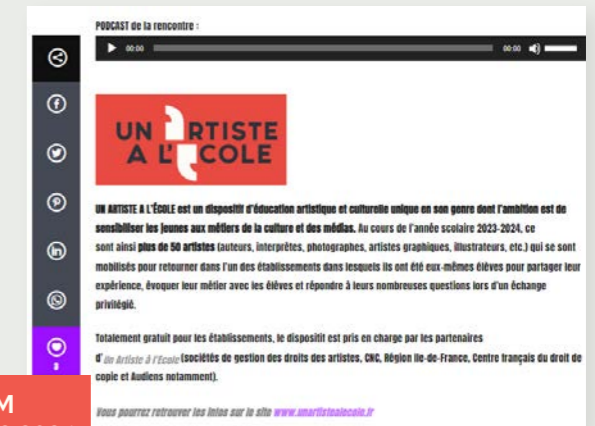 PODCAST de la rencontre :
00:00 00:00
UN ARTISTE
A L'ECOLE
UN ARTISTE A L'ÉCOLE est un dispositif d'éducation artistique et culturelle unique en son genre dont l'ambition est de
sensibiliser les jeunes aux métiers de la culture et des médias. Au cours de l'année scolaire 2023-2024, ce
sont ainsi plus de 50 artistes (auteurs, interprètes, photographes, artistes graphiques, illustrateurs, etc.) qui se sont
mobilisés pour retourner dans l'un des établissements dans lesquels ils ont été eux-mêmes élèves pour partager leur
expérience, évoquer leur métier avec les élèves et répondre à leurs nombreuses questions lors d'un échange
privilégié.
Totalement gratuit pour les établissements, le dispositif est pris en charge par les partenaires
d'Un Artiste à l'Ecole (sociétés de gestion des droits des artistes, CNC, Région Ile-de-France, Centre français du droit de
copie et Audiens notamment).
3
M
Vous pourrez retrouver les infos sur le site www.unartistealecole.fr